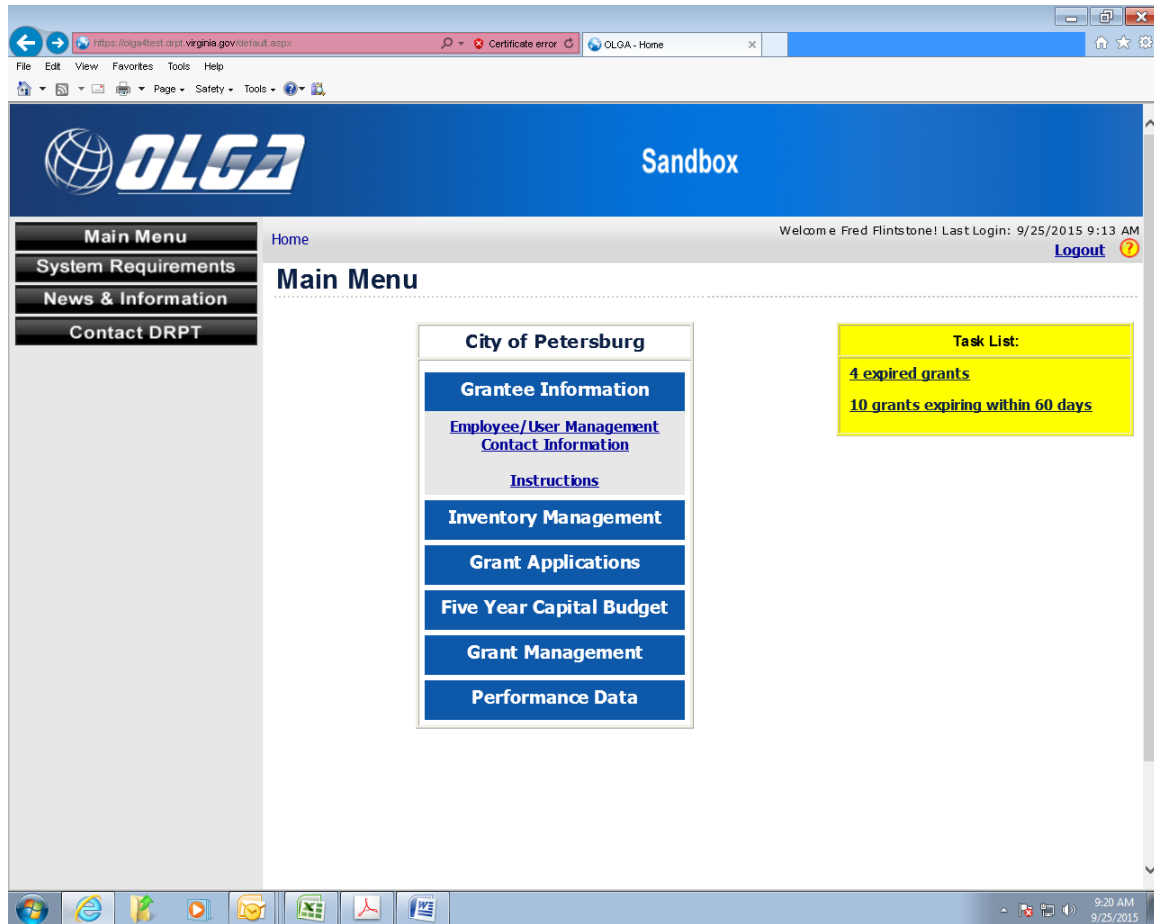 https://olga4test.drpt.virginia.gov/default.aspx
Certificate error
OLGA - Home
File Edit View Favorites Tools Help
Page Safety Tools
OLGA
Sandbox
Main Menu
System Requirements
News & Information
Contact DRPT
Home
Welcome Fred Flintstone! Last Login: 9/25/2015 9:13 AM
Logout ?
Main Menu
City of Petersburg
Grantee Information
Employee/User Management
Contact Information
Instructions
Inventory Management
Grant Applications
Five Year Capital Budget
Grant Management
Performance Data
Task List:
4 expired grants
10 grants expiring within 60 days
9:20 AM
9/25/2015